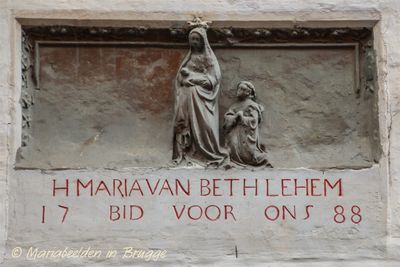 H MARIA VAN BETHLEHEM
17 BID VOOR ONS 88
© Mariabeelden in Brugge